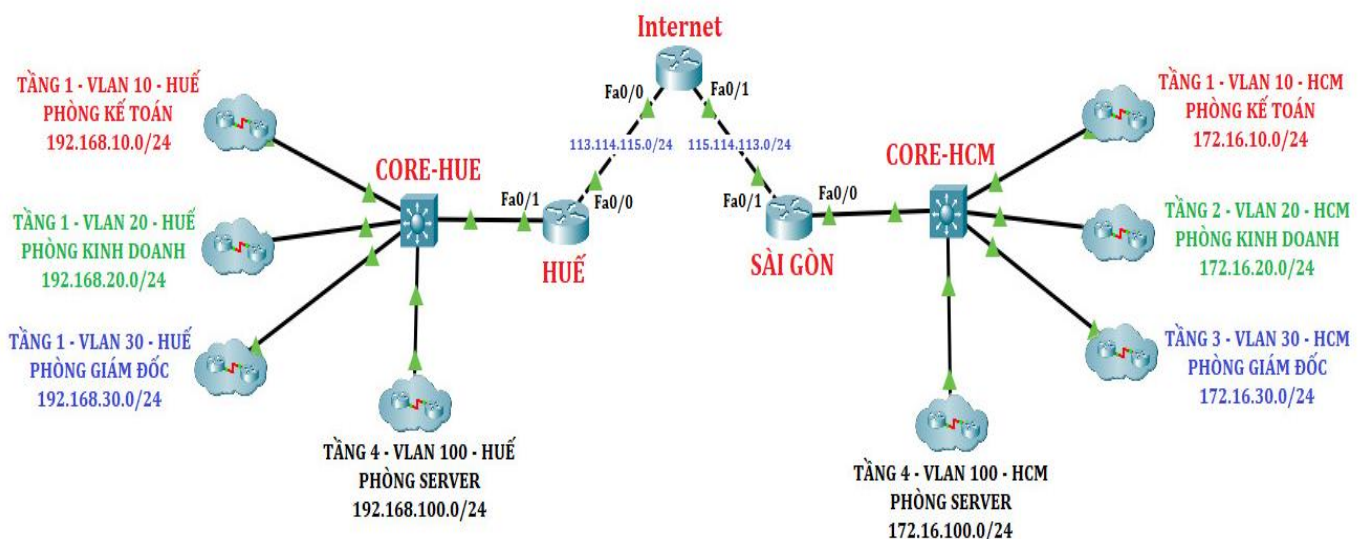 Internet
Fa0/0
Fa0/1
113.114.115.0/24
115.114.113.0/24
TẦNG 1 - VLAN 10 - HUẾ
PHÒNG KẾ TOÁN
192.168.10.0/24
TẦNG 1 - VLAN 20 - HUẾ
PHÒNG KINH DOANH
192.168.20.0/24
TẦNG 1 - VLAN 30 - HUẾ
PHÒNG GIÁM ĐỐC
192.168.30.0/24
CORE-HUE
Fa0/1
Fa0/0
HUẾ
TẦNG 4 - VLAN 100 - HUẾ
PHÒNG SERVER
192.168.100.0/24
Fa0/1
Fa0/0
SÀI GÒN
CORE-HCM
TẦNG 1 - VLAN 10 - HCM
PHÒNG KẾ TOÁN
172.16.10.0/24
TẦNG 2 - VLAN 20 - HCM
PHÒNG KINH DOANH
172.16.20.0/24
TẦNG 3 - VLAN 30 - HCM
PHÒNG GIÁM ĐỐC
172.16.30.0/24
TẦNG 4 - VLAN 100 - HCM
PHÒNG SERVER
172.16.100.0/24